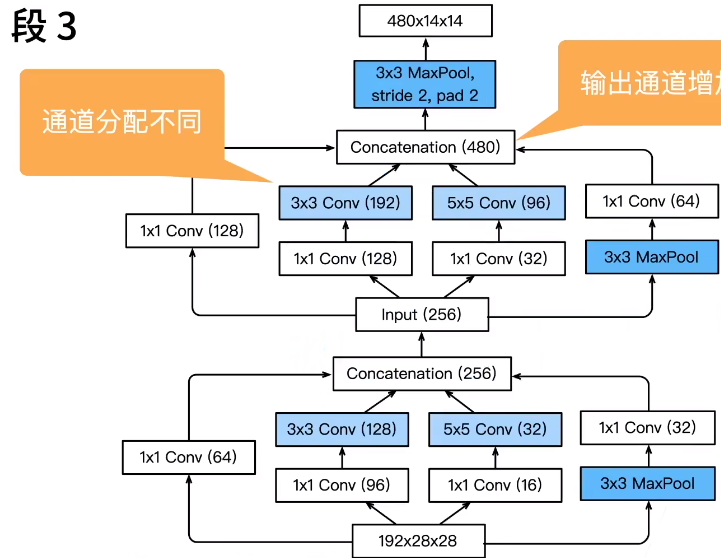 段 3
480x14x14
3x3 MaxPool,
stride 2, pad 2
通道分配不同
输出通道增加
Concatenation (480)
3x3 Conv (192)
5x5 Conv (96)
1x1 Conv (64)
1x1 Conv (128)
1x1 Conv (128)
1x1 Conv (32)
3x3 MaxPool
Input (256)
Concatenation (256)
3x3 Conv (128)
5x5 Conv (32)
1x1 Conv (32)
1x1 Conv (64)
1x1 Conv (96)
1x1 Conv (16)
3x3 MaxPool
192x28x28